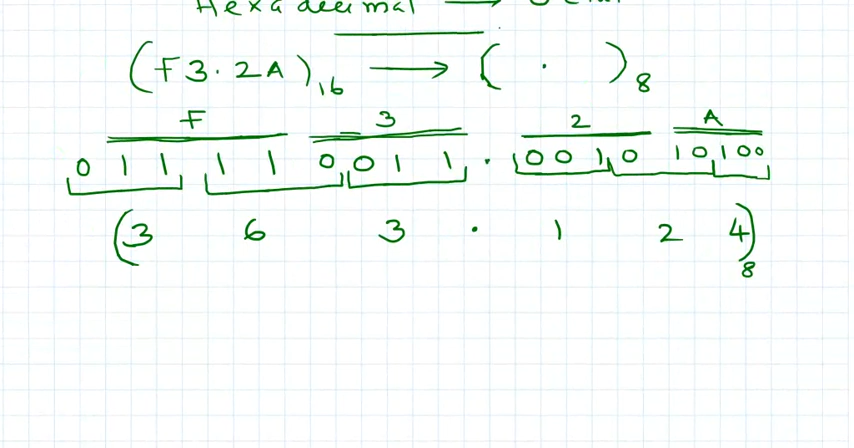 Hexadecimal →
(F3.2A)16 → ( . )8
F 3 2 A
0 1 1 1 1 0 0 1 1 . 0 0 1 0 1 0 1 0 0
(3 6 3 . 1 2 4)8